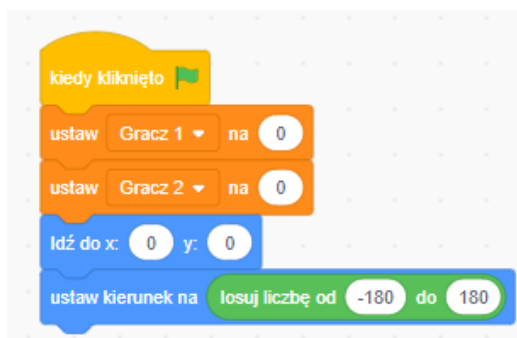 kiedy kliknięto
ustaw Gracz 1 na 0
ustaw Gracz 2 na 0
Idź do x: 0 y: 0
ustaw kierunek na losuj liczbę od -180 do 180